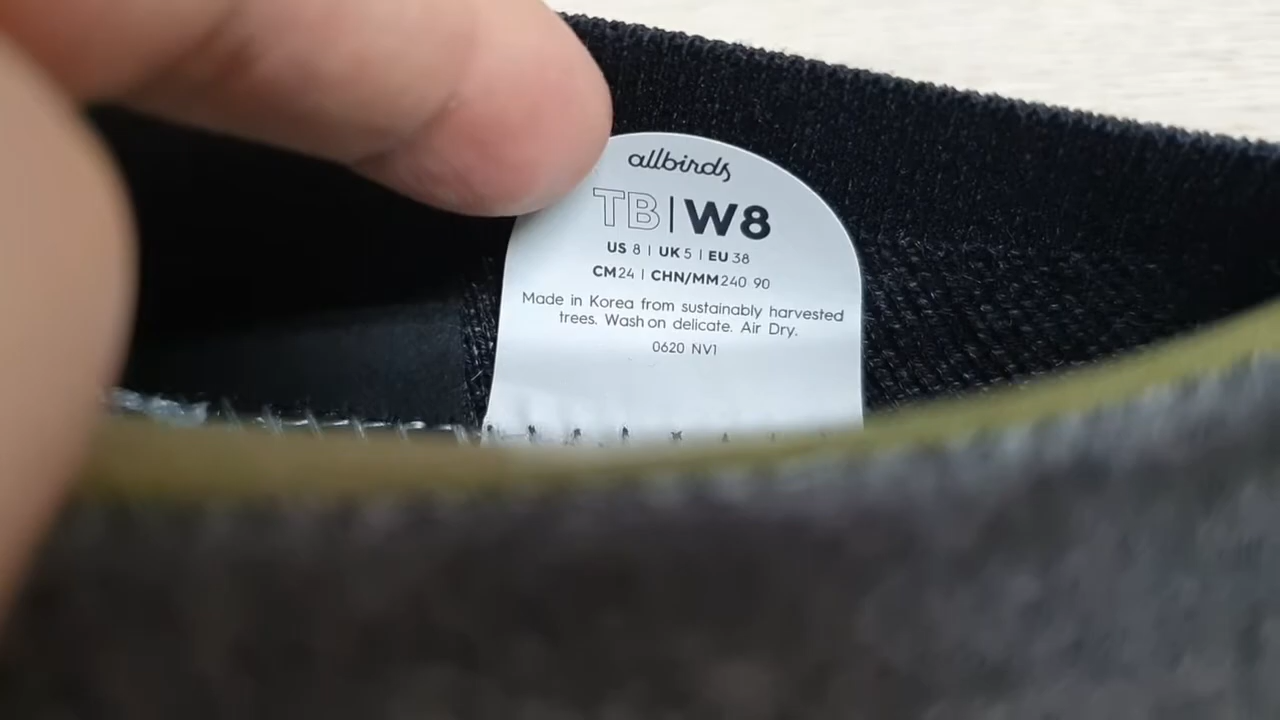 allbirds
TB | W8
US 8 | UK 5 | EU 38
CM 24 | CHN/MM 240 90
Made in Korea from sustainably harvested
trees. Wash on delicate. Air Dry.
0620 NV1